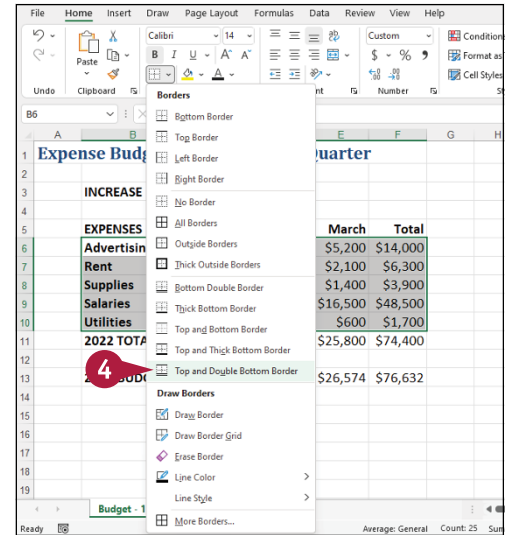 File Home Insert Draw Page Layout Formulas Data Review View Help
Calibri 14 Custom Condition
Paste B I U A A $ % 9 Format as
A Cell Styles
Undo Clipboard nt Number St
B6
Borders
Bottom Border
Top Border
Left Border
Right Border
No Border
All Borders
Outside Borders
Thick Outside Borders
Bottom Double Border
Thick Bottom Border
Top and Bottom Border
Top and Thick Bottom Border
Top and Double Bottom Border
Draw Borders
Draw Border
Draw Border Grid
Erase Border
Line Color
Line Style
More Borders...
A B E F G H
1 Expense Budg uarter
2
3 INCREASE
4
5 EXPENSES March Total
6 Advertisin $5,200 $14,000
7 Rent $2,100 $6,300
8 Supplies $1,400 $3,900
9 Salaries $16,500 $48,500
10 Utilities $600 $1,700
11 2022 TOTA $25,800 $74,400
12
13 BUDG $26,574 $76,632
14
15
16
17
18
19
4
Budget - 1
Ready Average: General Count: 25 Sum